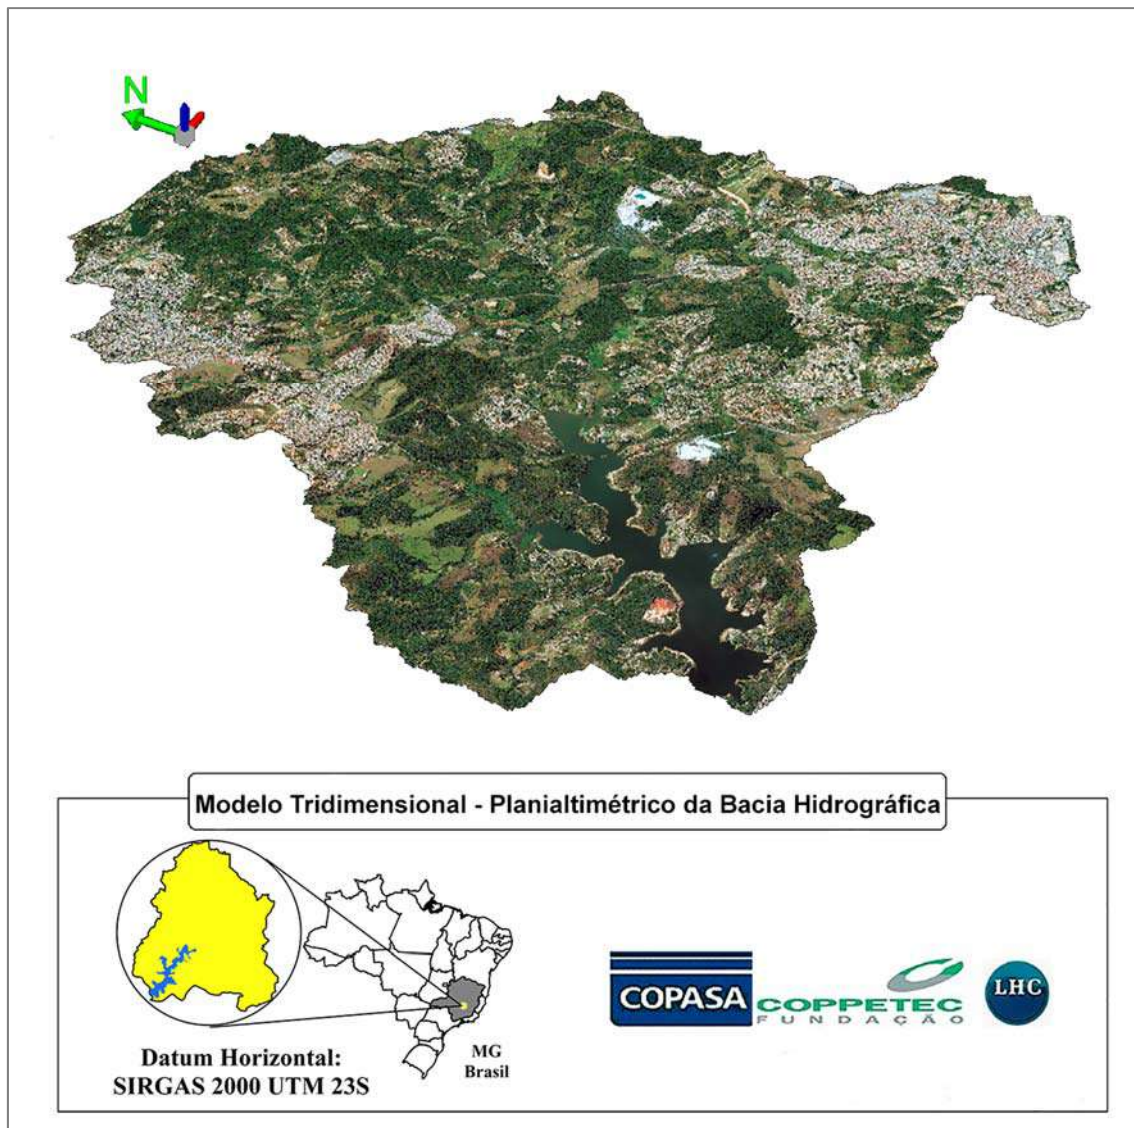 N
Modelo Tridimensional - Planialtimétrico da Bacia Hidrográfica
Datum Horizontal:
SIRGAS 2000 UTM 23S
MG
Brasil
COPASA
COPPETEC
FUNDAÇÃO
LHC